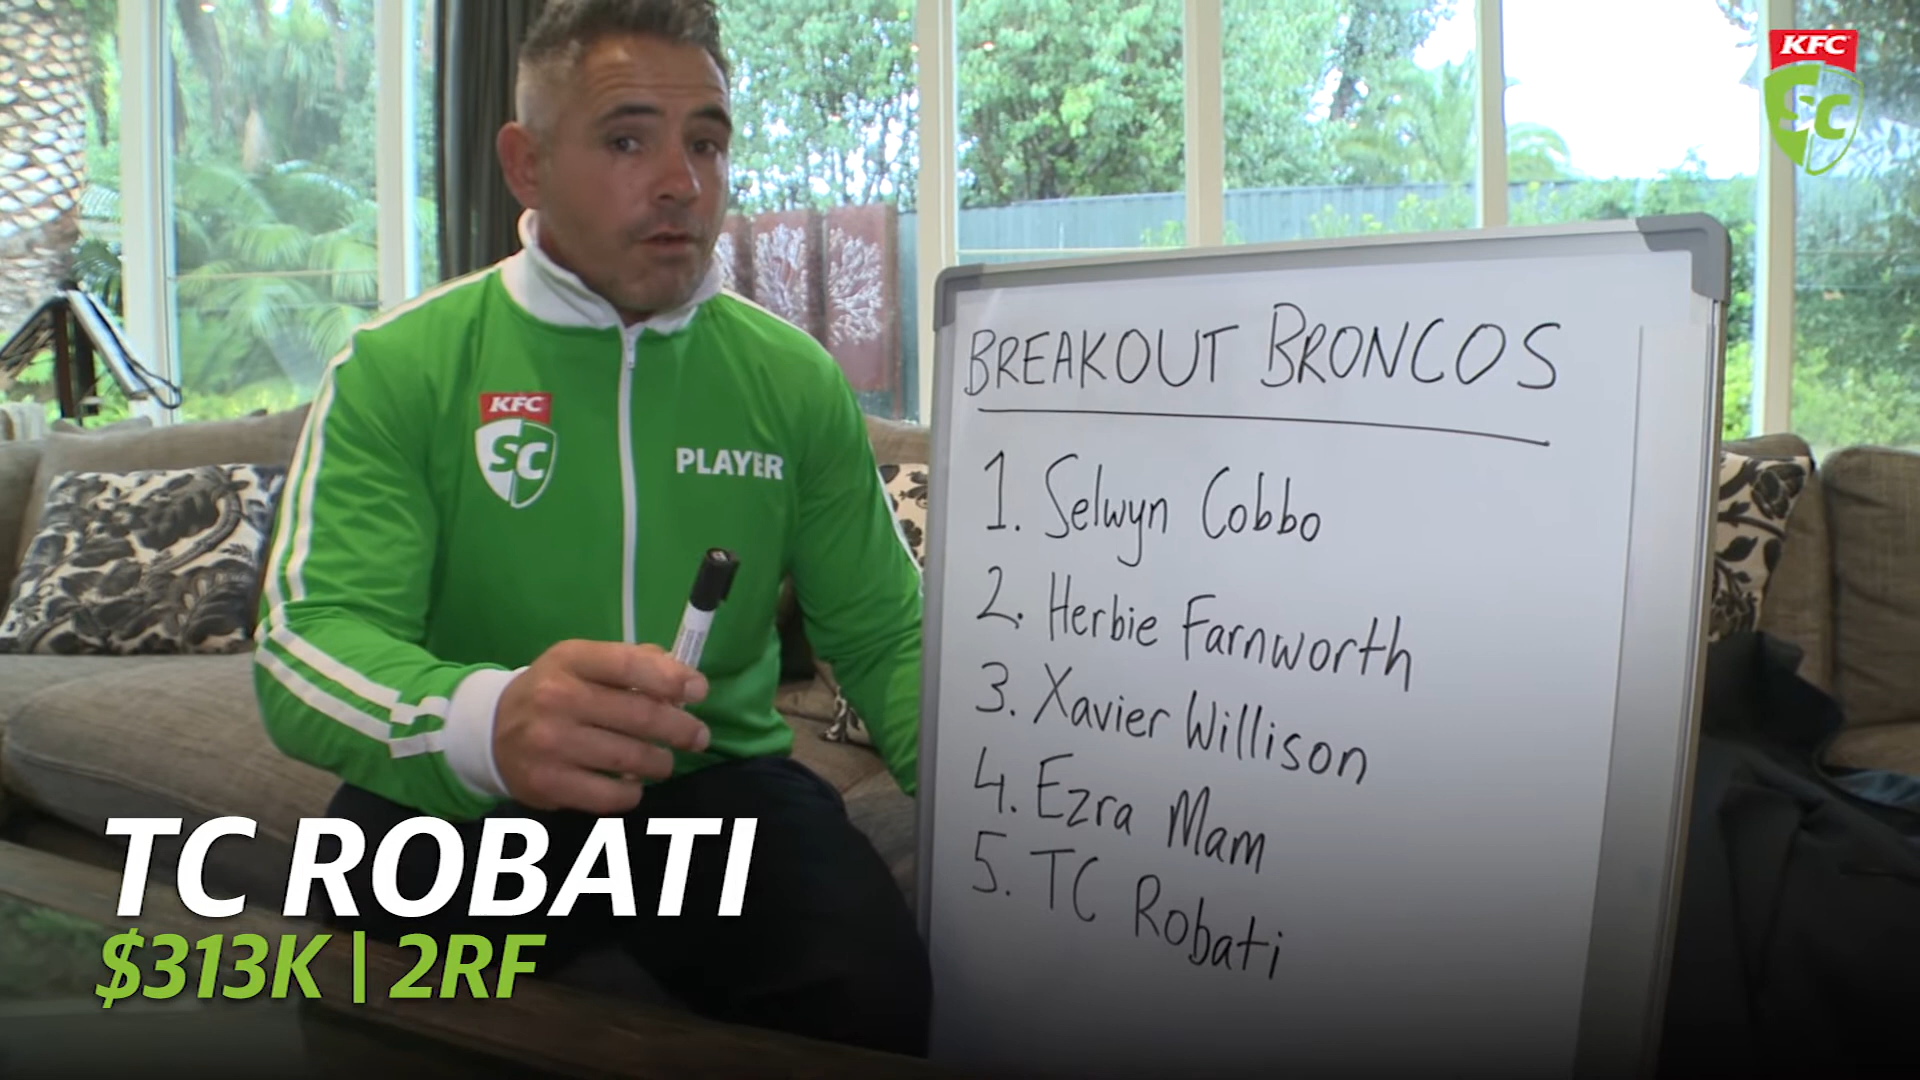 KFC
SC
KFC
SC
PLAYER
BREAKOUT BRONCOS
1. Selwyn Cobbo
2. Herbie Farnworth
3. Xavier Willison
4. Ezra Mam
5. TC Robati
TC ROBATI
$313K | 2RF